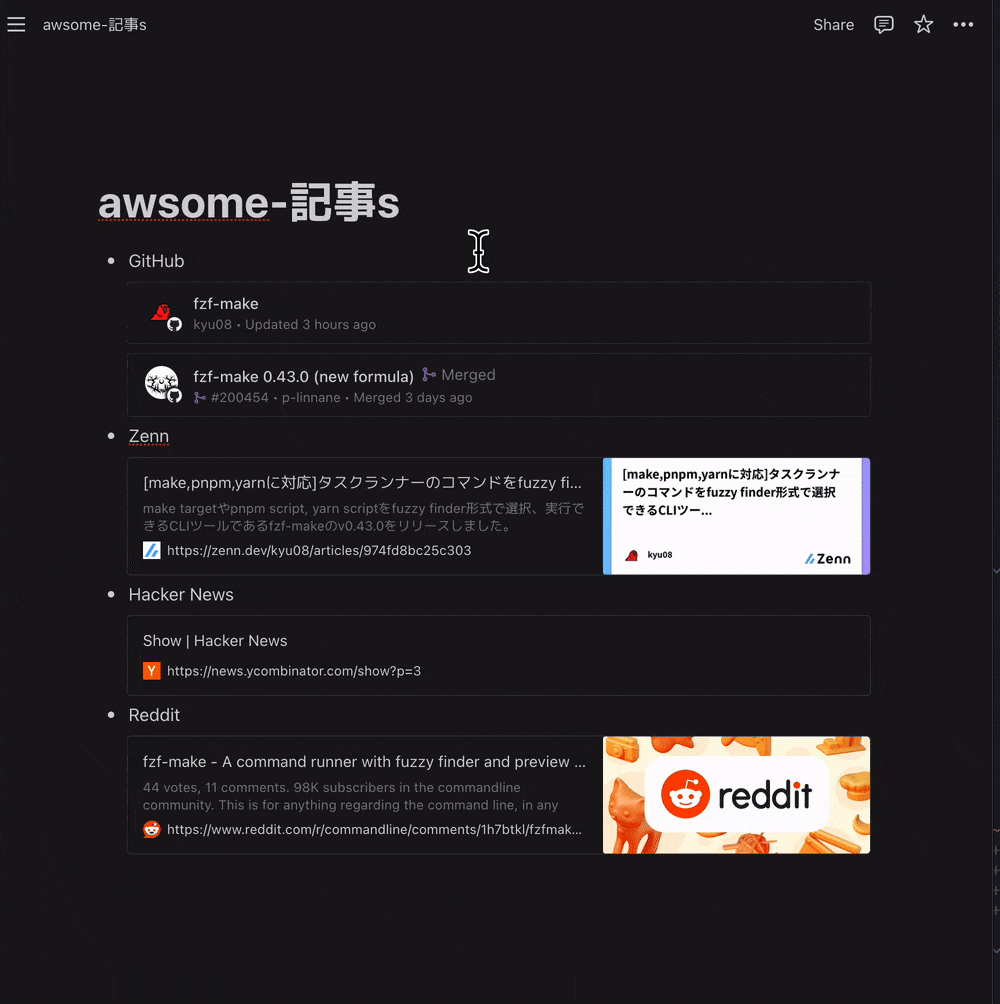 awsome-記事s
Share
awsome-記事s
GitHub
fzf-make
kyu08 • Updated 3 hours ago
fzf-make 0.43.0 (new formula) Merged
#200454 • p-linnane • Merged 3 days ago
Zenn
[make,pnpm,yarnに対応]タスクランナーのコマンドをfuzzy fi...
make targetやpnpm script, yarn scriptをfuzzy finder形式で選択、実行で
きるCLIツールであるfzf-makeのv0.43.0をリリースしました。
https://zenn.dev/kyu08/articles/974fd8bc25c303
[make,pnpm,yarnに対応]タスクランナ
ーのコマンドをfuzzy finder形式で選択
できるCLIツー...
kyu08
Zenn
Hacker News
Show | Hacker News
Y
https://news.ycombinator.com/show?p=3
Reddit
fzf-make - A command runner with fuzzy finder and preview ...
44 votes, 11 comments. 98K subscribers in the commandline
community. This is for anything regarding the command line, in any
https://www.reddit.com/r/commandline/comments/1h7btkl/fzfmak...
reddit